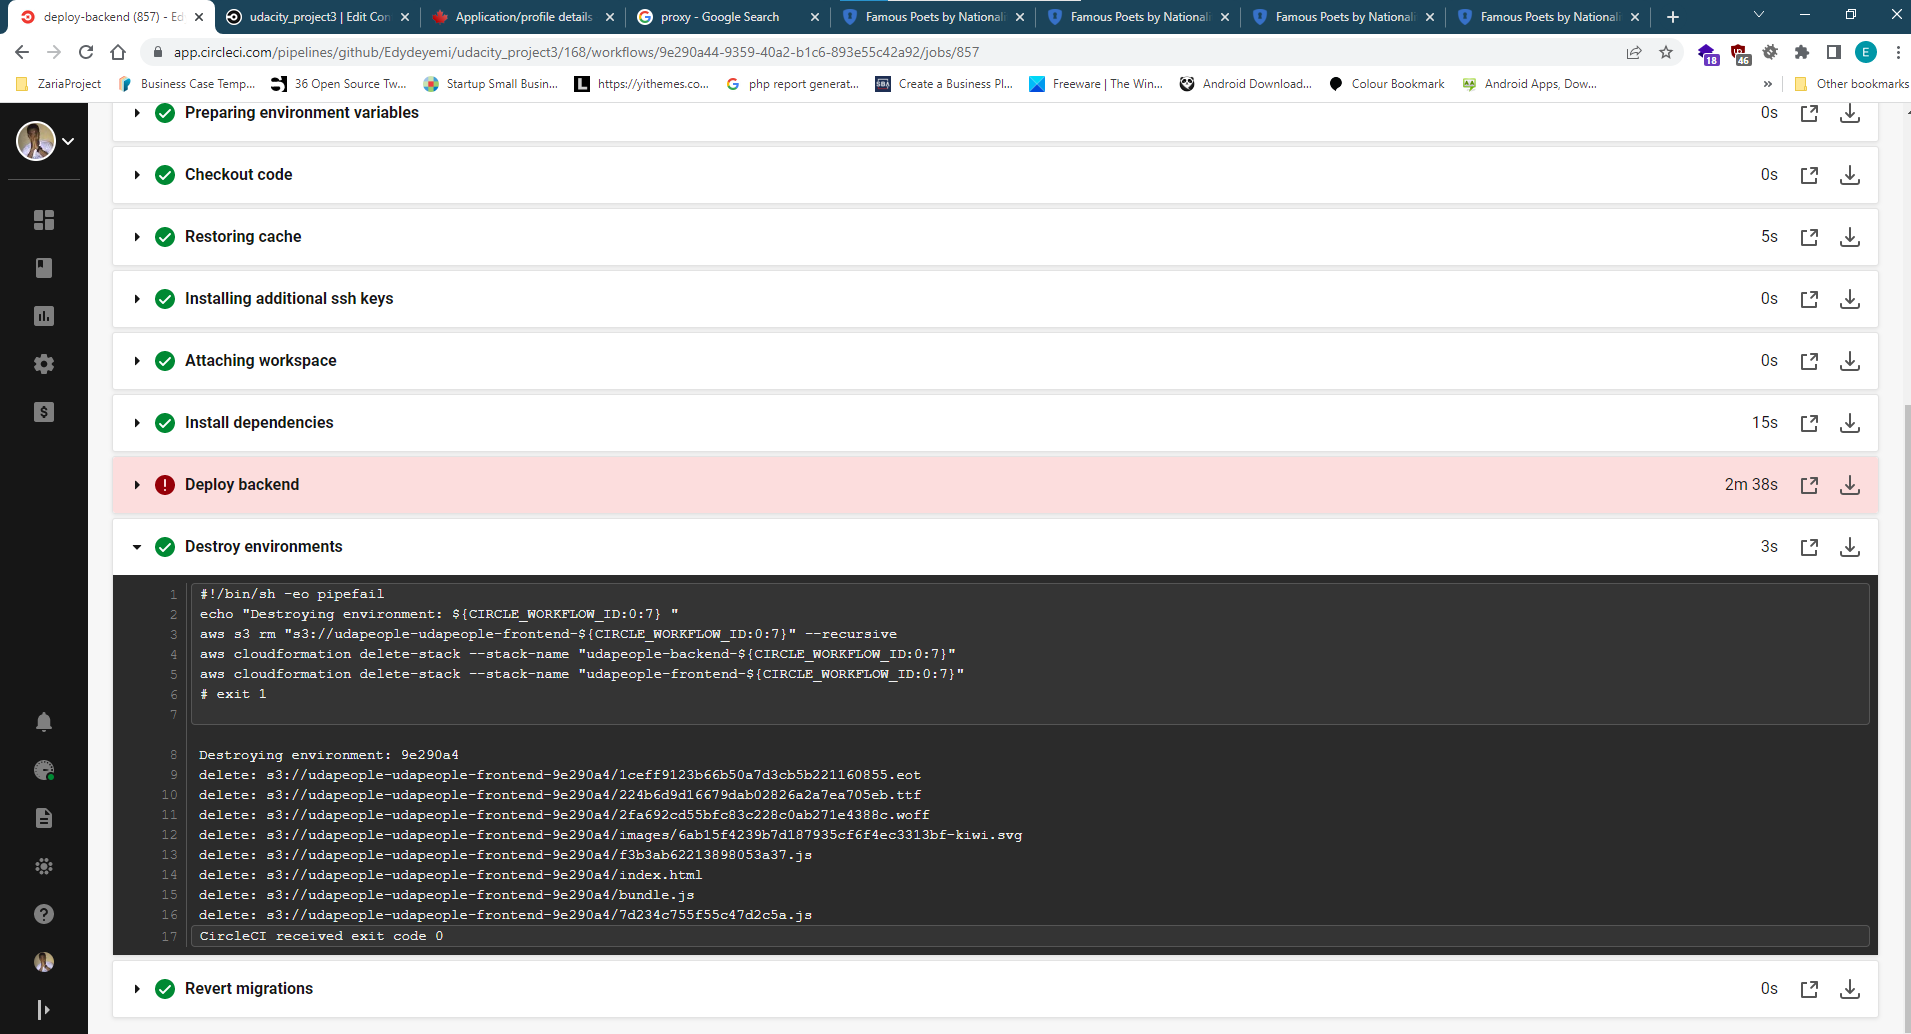 deploy-backend (857) - Ed
udacity_project3 | Edit Con
Application/profile details
proxy - Google Search
Famous Poets by Nationali
Famous Poets by Nationali
Famous Poets by Nationali
Famous Poets by Nationali
app.circleci.com/pipelines/github/Edydeyemi/udacity_project3/168/workflows/9e290a44-9359-40a2-b1c6-893e55c42a92/jobs/857
18
46
E
ZariaProject
Business Case Temp...
36 Open Source Tw...
Startup Small Busin...
L
https://yithemes.co...
php report generat...
SBA
Create a Business Pl...
Freeware | The Win...
Android Download...
Colour Bookmark
Android Apps, Dow...
»
Other bookmarks
Preparing environment variables 0s
Checkout code 0s
Restoring cache 5s
Installing additional ssh keys 0s
Attaching workspace 0s
Install dependencies 15s
Deploy backend 2m 38s
Destroy environments 3s
1 #!/bin/sh -eo pipefail
2 echo "Destroying environment: ${CIRCLE_WORKFLOW_ID:0:7} "
3 aws s3 rm "s3://udapeople-udapeople-frontend-${CIRCLE_WORKFLOW_ID:0:7}" --recursive
4 aws cloudformation delete-stack --stack-name "udapeople-backend-${CIRCLE_WORKFLOW_ID:0:7}"
5 aws cloudformation delete-stack --stack-name "udapeople-frontend-${CIRCLE_WORKFLOW_ID:0:7}"
6 # exit 1
7
8 Destroying environment: 9e290a4
9 delete: s3://udapeople-udapeople-frontend-9e290a4/1ceff9123b66b50a7d3cb5b221160855.eot
10 delete: s3://udapeople-udapeople-frontend-9e290a4/224b6d9d16679dab02826a2a7ea705eb.ttf
11 delete: s3://udapeople-udapeople-frontend-9e290a4/2fa692cd55bfc83c228c0ab271e4388c.woff
12 delete: s3://udapeople-udapeople-frontend-9e290a4/images/6ab15f4239b7d187935cf6f4ec3313bf-kiwi.svg
13 delete: s3://udapeople-udapeople-frontend-9e290a4/f3b3ab62213898053a37.js
14 delete: s3://udapeople-udapeople-frontend-9e290a4/index.html
15 delete: s3://udapeople-udapeople-frontend-9e290a4/bundle.js
16 delete: s3://udapeople-udapeople-frontend-9e290a4/7d234c755f55c47d2c5a.js
17 CircleCI received exit code 0
Revert migrations 0s